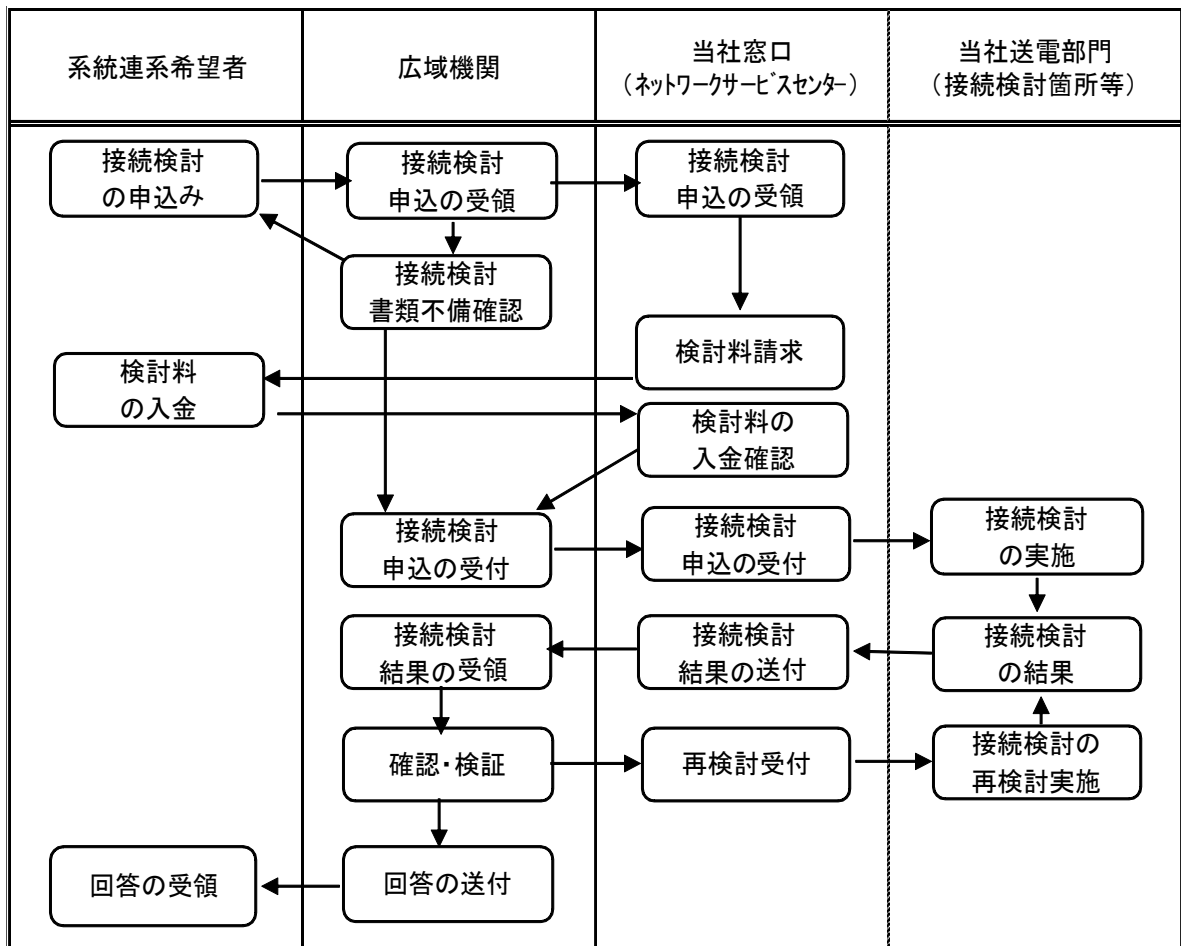 系統連系希望者
広域機関
当社窓口
（ﾈｯﾄﾜｰｸｻｰﾋﾞｽｾﾝﾀｰ）
当社送電部門
（接続検討箇所等）
接続検討
の申込み
接続検討
申込の受領
接続検討
申込の受領
接続検討
書類不備確認
検討料請求
検討料
の入金
検討料の
入金確認
接続検討
申込の受付
接続検討
申込の受付
接続検討
の実施
接続検討
結果の受領
接続検討
結果の送付
接続検討
の結果
確認・検証
再検討受付
接続検討の
再検討実施
回答の受領
回答の送付